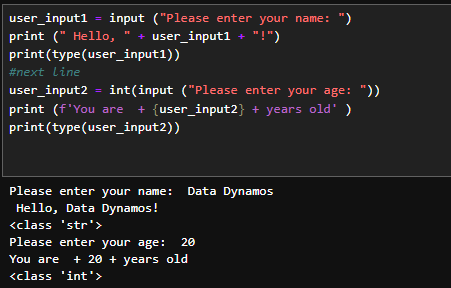 user_input1 = input ("Please enter your name: ")
print (" Hello, " + user_input1 + "!")
print(type(user_input1))
#next line
user_input2 = int(input ("Please enter your age: "))
print (f'You are  + {user_input2} + years old' )
print(type(user_input2))
Please enter your name:  Data Dynamos
 Hello, Data Dynamos!
<class 'str'>
Please enter your age:  20
You are  + 20 + years old
<class 'int'>